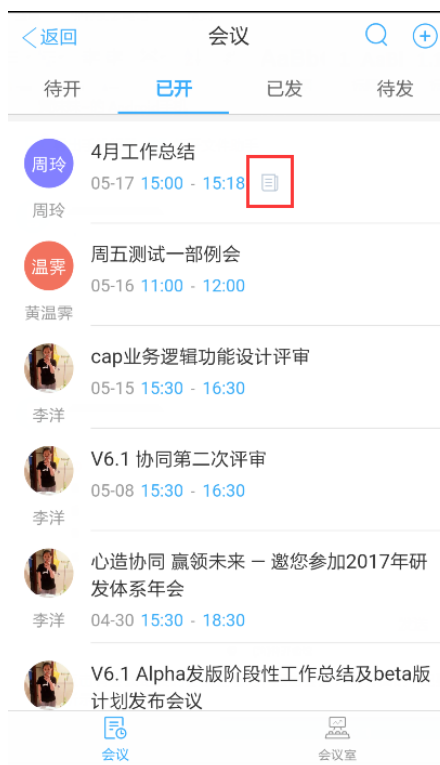 返回
会议
待开 已开 已发 待发
周玲
4月工作总结
05-17 15:00 - 15:18
周玲
温霁
周五测试一部例会
05-16 11:00 - 12:00
黄温霁
cap业务逻辑功能设计评审
05-15 15:30 - 16:30
李洋
V6.1 协同第二次评审
05-08 15:30 - 16:30
李洋
心造协同 赢领未来 — 邀您参加2017年研
发体系年会
04-30 15:30 - 18:30
李洋
V6.1 Alpha发版阶段性工作总结及beta版
计划发布会议
会议
会议室